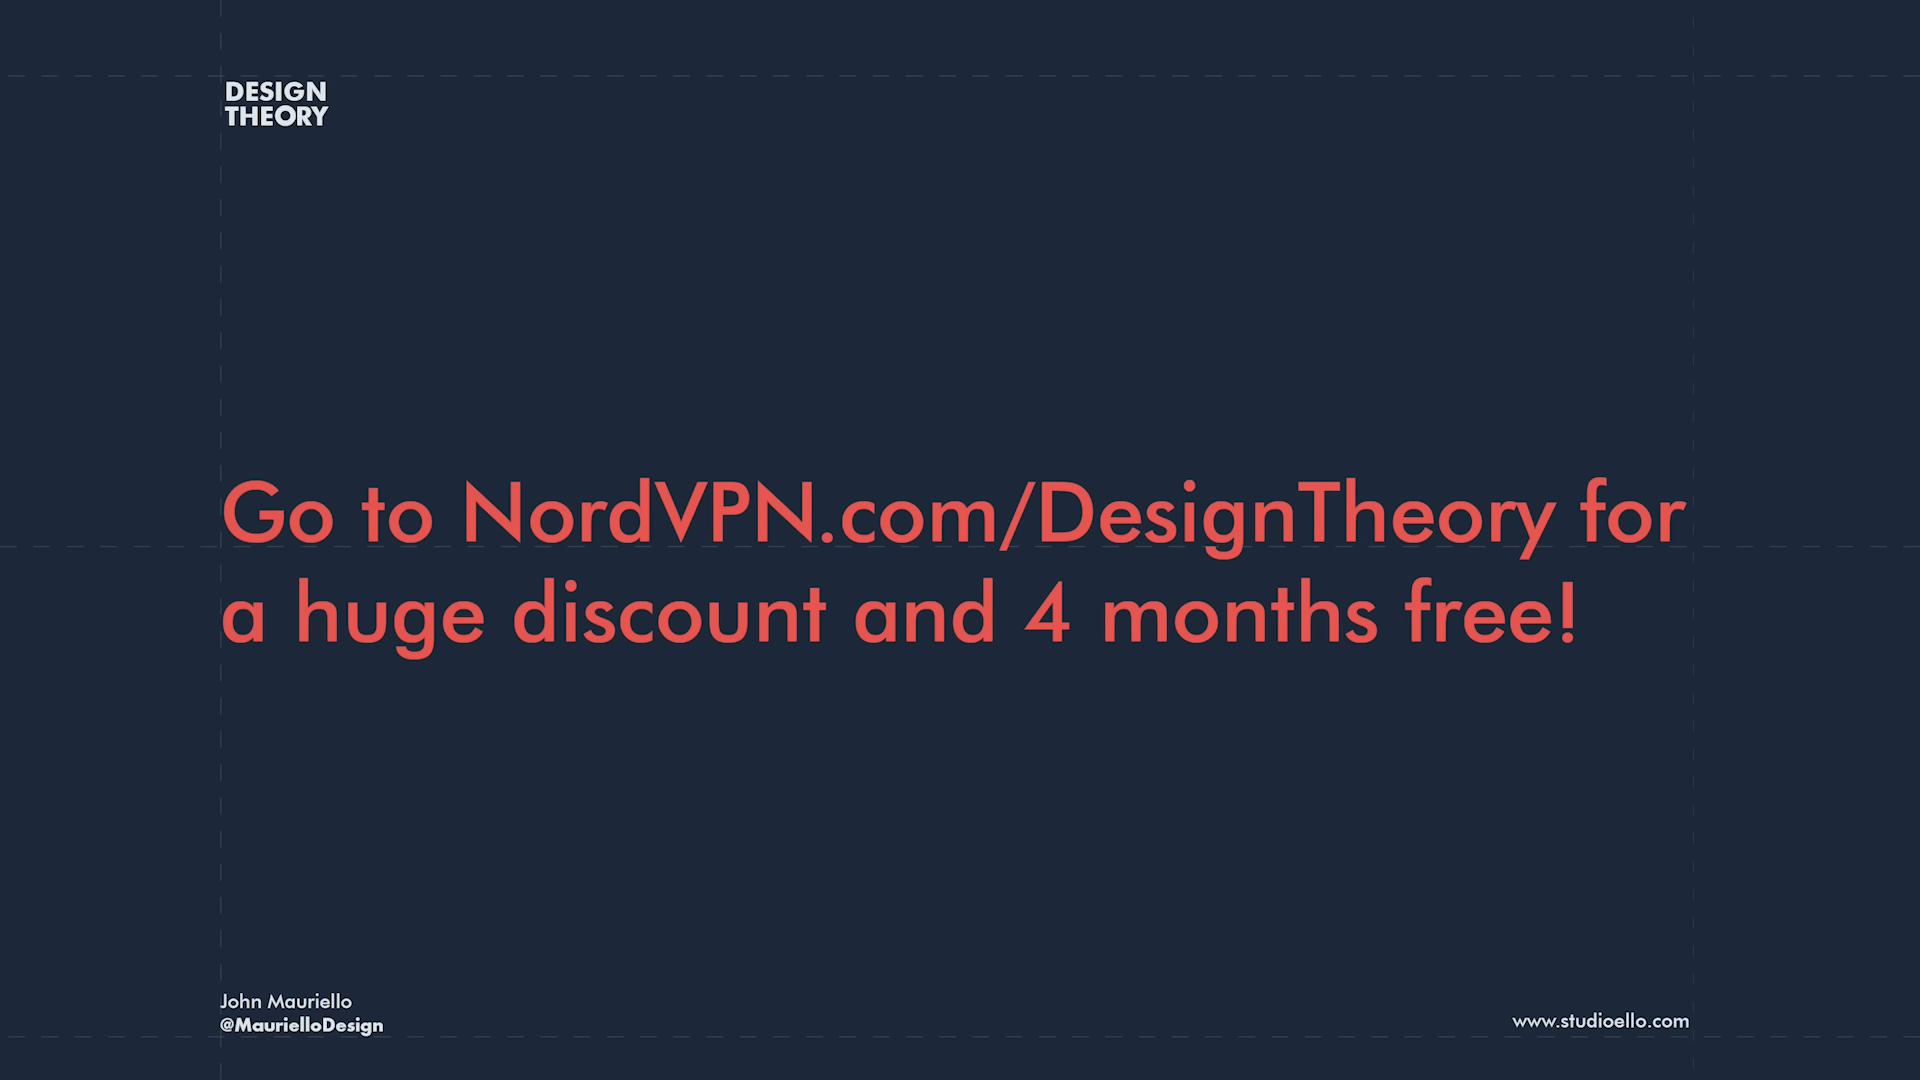 DESIGN
THEORY
Go to NordVPN.com/DesignTheory for
a huge discount and 4 months free!
John Mauriello
@MaurielloDesign
www.studioello.com